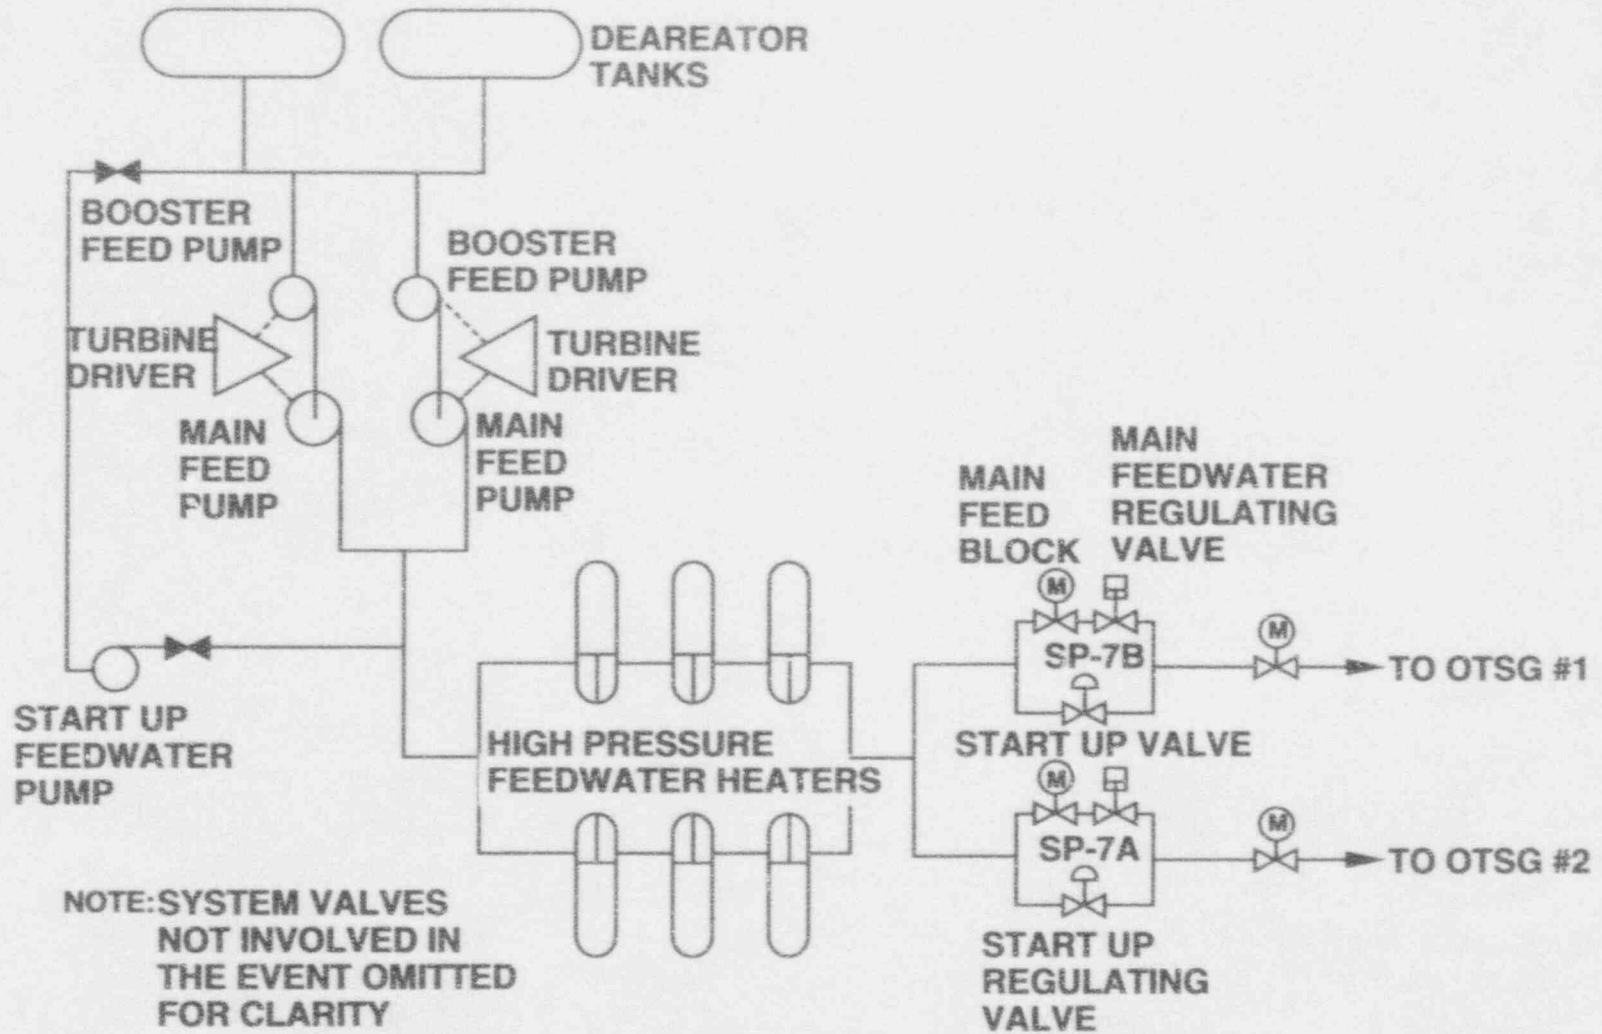 DEAREATOR
TANKS
BOOSTER
FEED PUMP
BOOSTER
FEED PUMP
TURBINE
DRIVER
TURBINE
DRIVER
MAIN
FEED
PUMP
MAIN
FEED
PUMP
MAIN
FEED
BLOCK
MAIN
FEEDWATER
REGULATING
VALVE
M
SP-7B
M
TO OTSG #1
START UP
FEEDWATER
PUMP
HIGH PRESSURE
FEEDWATER HEATERS
START UP VALVE
M
SP-7A
M
TO OTSG #2
START UP
REGULATING
VALVE
NOTE: SYSTEM VALVES
NOT INVOLVED IN
THE EVENT OMITTED
FOR CLARITY